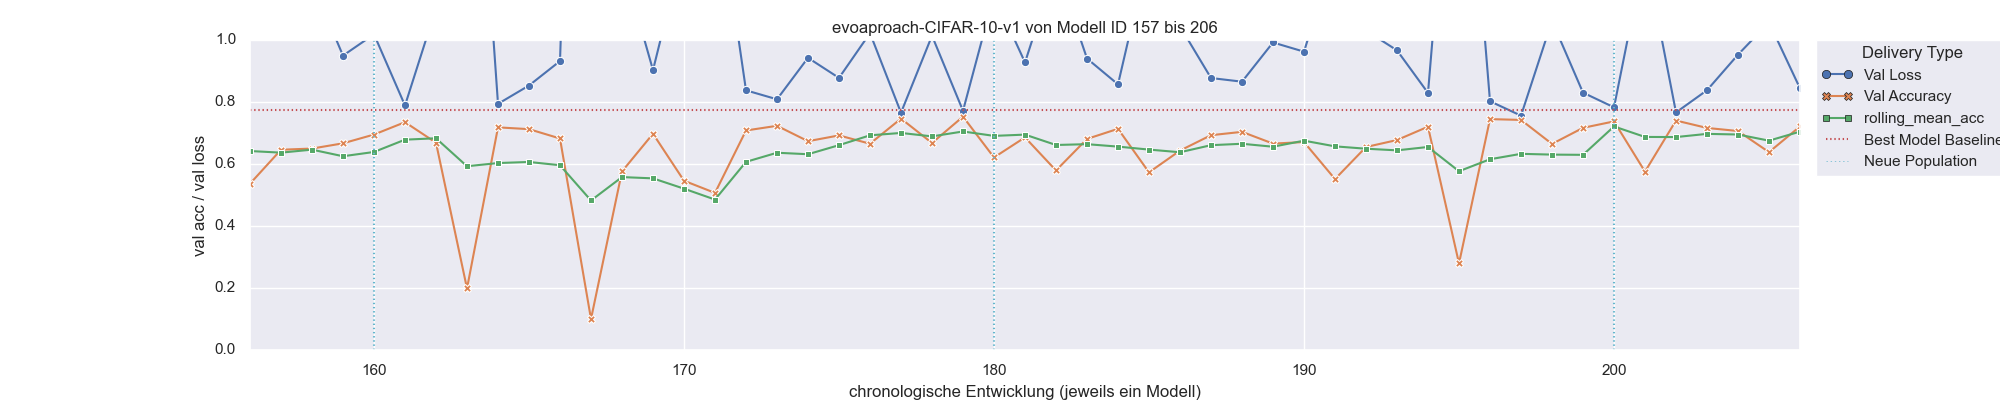 evoaproach-CIFAR-10-v1 von Modell ID 157 bis 206
1.0
0.8
0.6
0.4
0.2
0.0
val acc / val loss
160
170
180
190
200
chronologische Entwicklung (jeweils ein Modell)
Delivery Type
Val Loss
Val Accuracy
rolling_mean_acc
Best Model Baseline
Neue Population